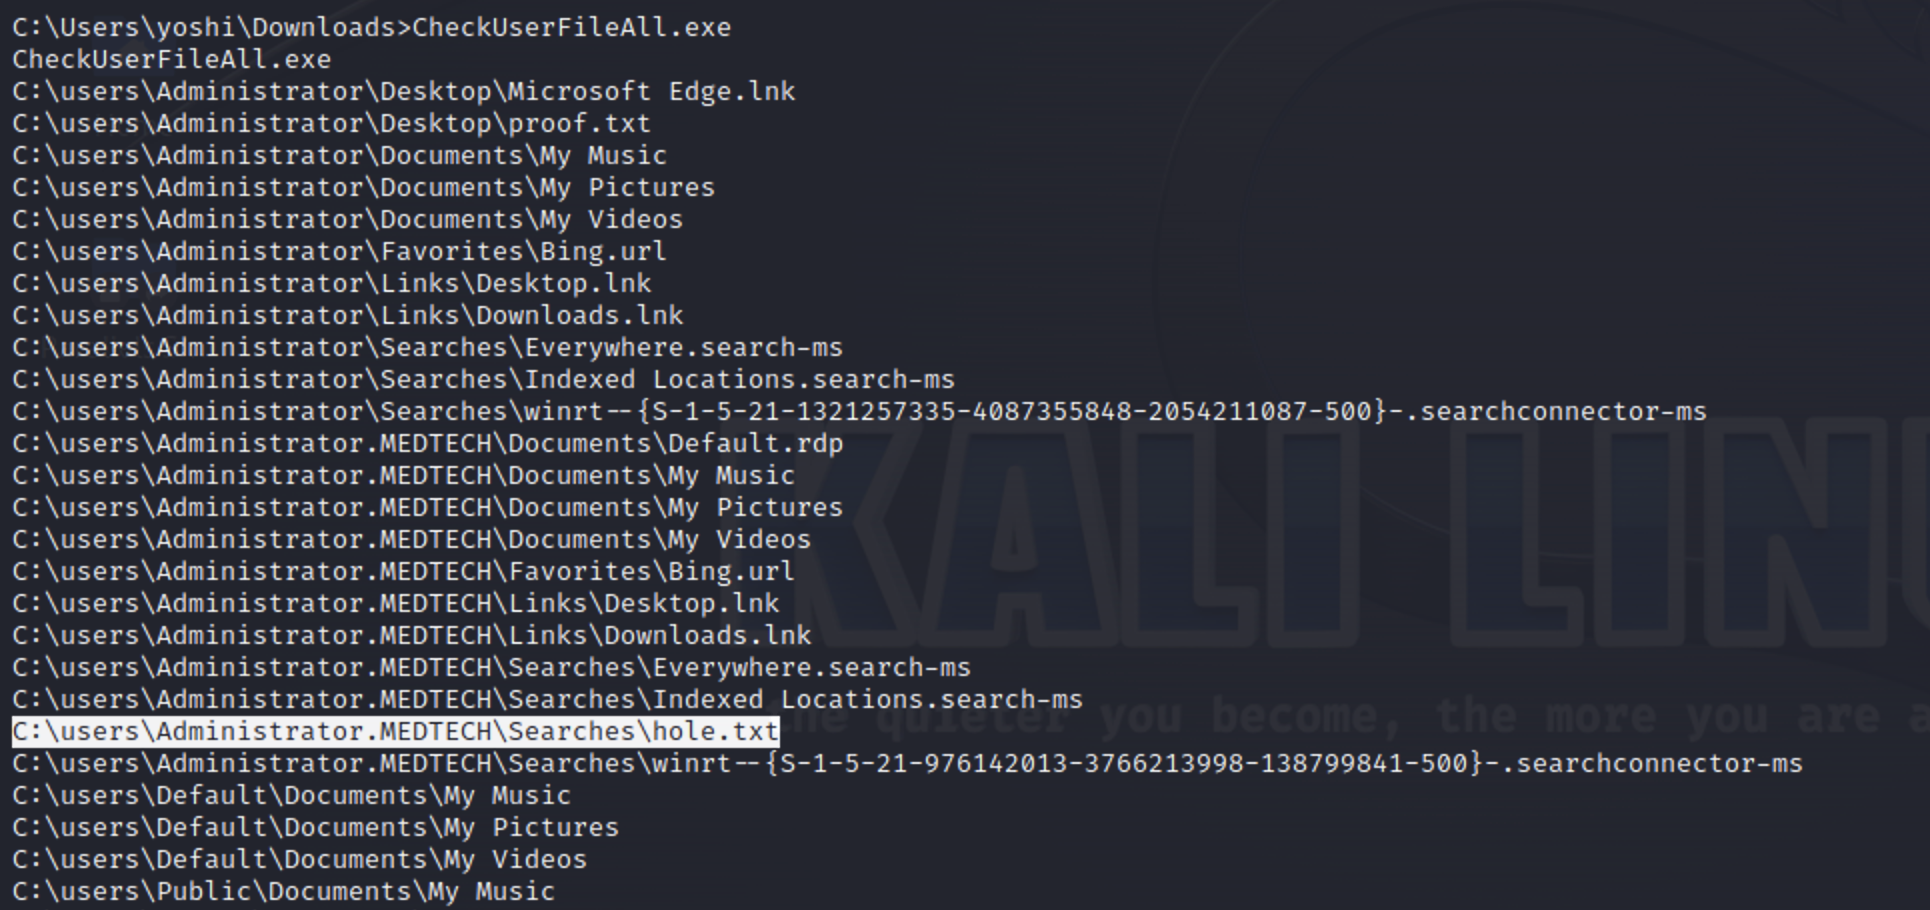 C:\Users\yoshi\Downloads>CheckUserFileAll.exe
CheckUserFileAll.exe
C:\users\Administrator\Desktop\Microsoft Edge.lnk
C:\users\Administrator\Desktop\proof.txt
C:\users\Administrator\Documents\My Music
C:\users\Administrator\Documents\My Pictures
C:\users\Administrator\Documents\My Videos
C:\users\Administrator\Favorites\Bing.url
C:\users\Administrator\Links\Desktop.lnk
C:\users\Administrator\Links\Downloads.lnk
C:\users\Administrator\Searches\Everywhere.search-ms
C:\users\Administrator\Searches\Indexed Locations.search-ms
C:\users\Administrator\Searches\winrt--{S-1-5-21-1321257335-4087355848-2054211087-500}-.searchconnector-ms
C:\users\Administrator.MEDTECH\Documents\Default.rdp
C:\users\Administrator.MEDTECH\Documents\My Music
C:\users\Administrator.MEDTECH\Documents\My Pictures
C:\users\Administrator.MEDTECH\Documents\My Videos
C:\users\Administrator.MEDTECH\Favorites\Bing.url
C:\users\Administrator.MEDTECH\Links\Desktop.lnk
C:\users\Administrator.MEDTECH\Links\Downloads.lnk
C:\users\Administrator.MEDTECH\Searches\Everywhere.search-ms
C:\users\Administrator.MEDTECH\Searches\Indexed Locations.search-ms
C:\users\Administrator.MEDTECH\Searches\hole.txt
C:\users\Administrator.MEDTECH\Searches\winrt--{S-1-5-21-976142013-3766213998-138799841-500}-.searchconnector-ms
C:\users\Default\Documents\My Music
C:\users\Default\Documents\My Pictures
C:\users\Default\Documents\My Videos
C:\users\Public\Documents\My Music
KALI LIN
the quieter you become, the more you are a